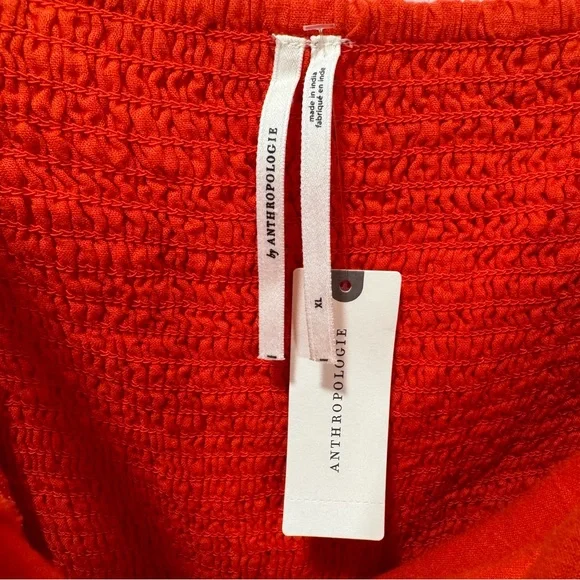 by ANTHROPOLOGIE
made in india
fabriqué en inde
XL
ANTHROPOLOGIE